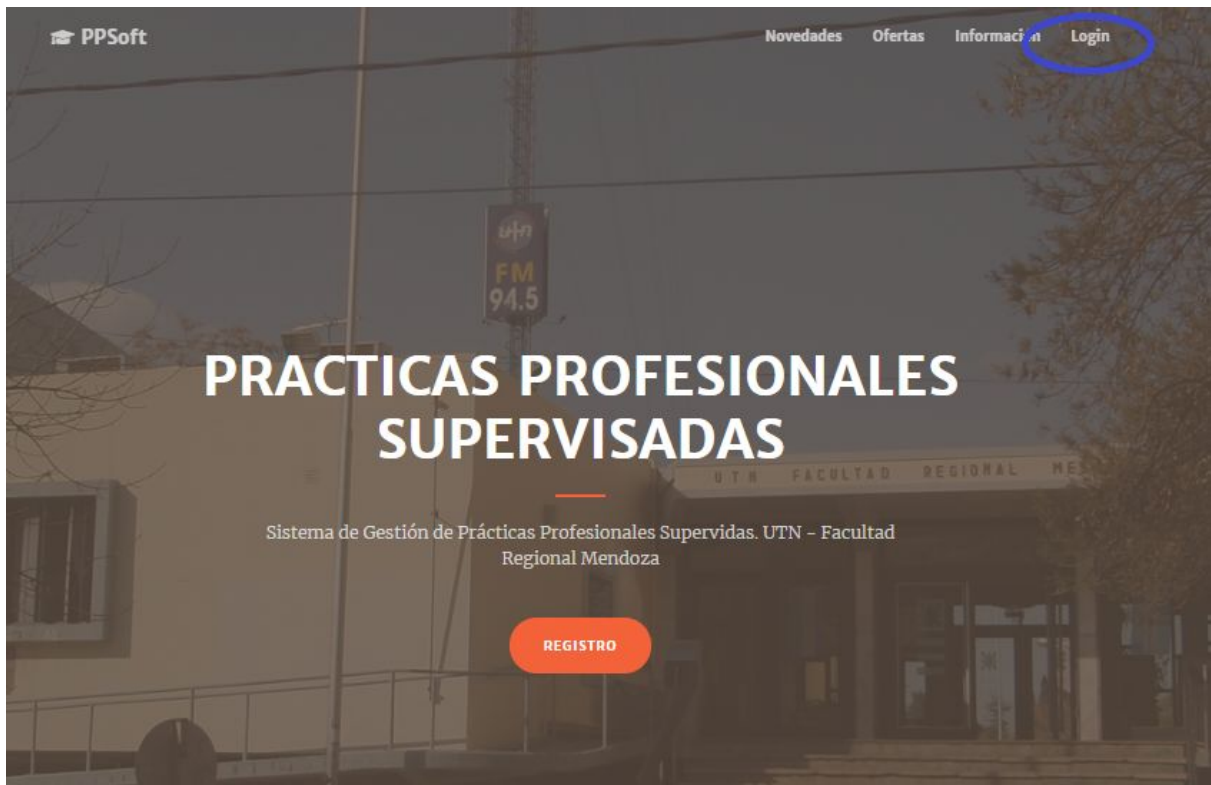 PPSoft
Novedades Ofertas Información Login
utn
FM
94.5
PRACTICAS PROFESIONALES
SUPERVISADAS
UTN FACULTAD REGIONAL
Sistema de Gestión de Prácticas Profesionales Supervidas. UTN – Facultad
Regional Mendoza
REGISTRO